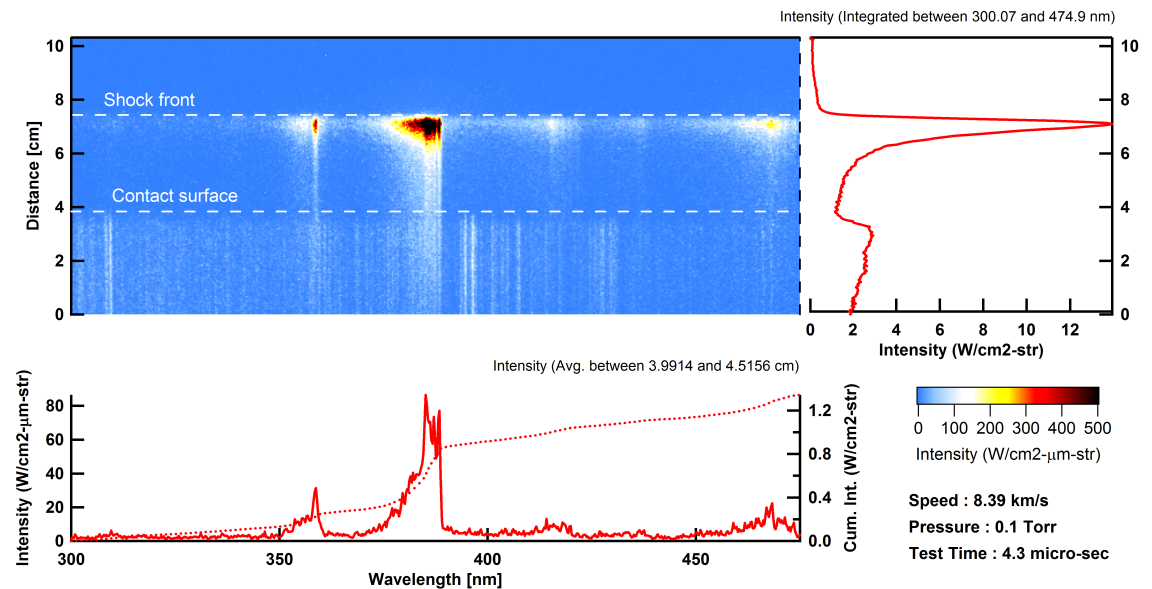 Intensity (Integrated between 300.07 and 474.9 nm)
10
8
6
4
2
0
Distance [cm]
Shock front
Contact surface
10
8
6
4
2
0
0 2 4 6 8 10 12
Intensity (W/cm2-str)
Intensity (Avg. between 3.9914 and 4.5156 cm)
80
60
40
20
0
Intensity (W/cm2-μm-str)
1.2
0.8
0.4
0.0
Cum. Int. (W/cm2-str)
300 350 400 450
Wavelength [nm]
0 100 200 300 400 500
Intensity (W/cm2-μm-str)
Speed : 8.39 km/s
Pressure : 0.1 Torr
Test Time : 4.3 micro-sec